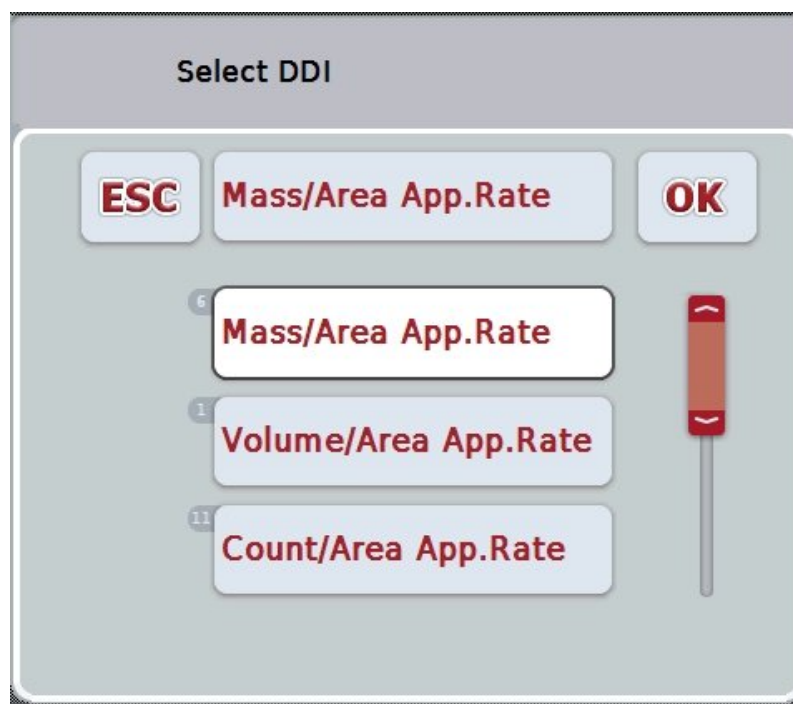 Select DDI
ESC Mass/Area App.Rate OK
6
Mass/Area App.Rate
1
Volume/Area App.Rate
11
Count/Area App.Rate